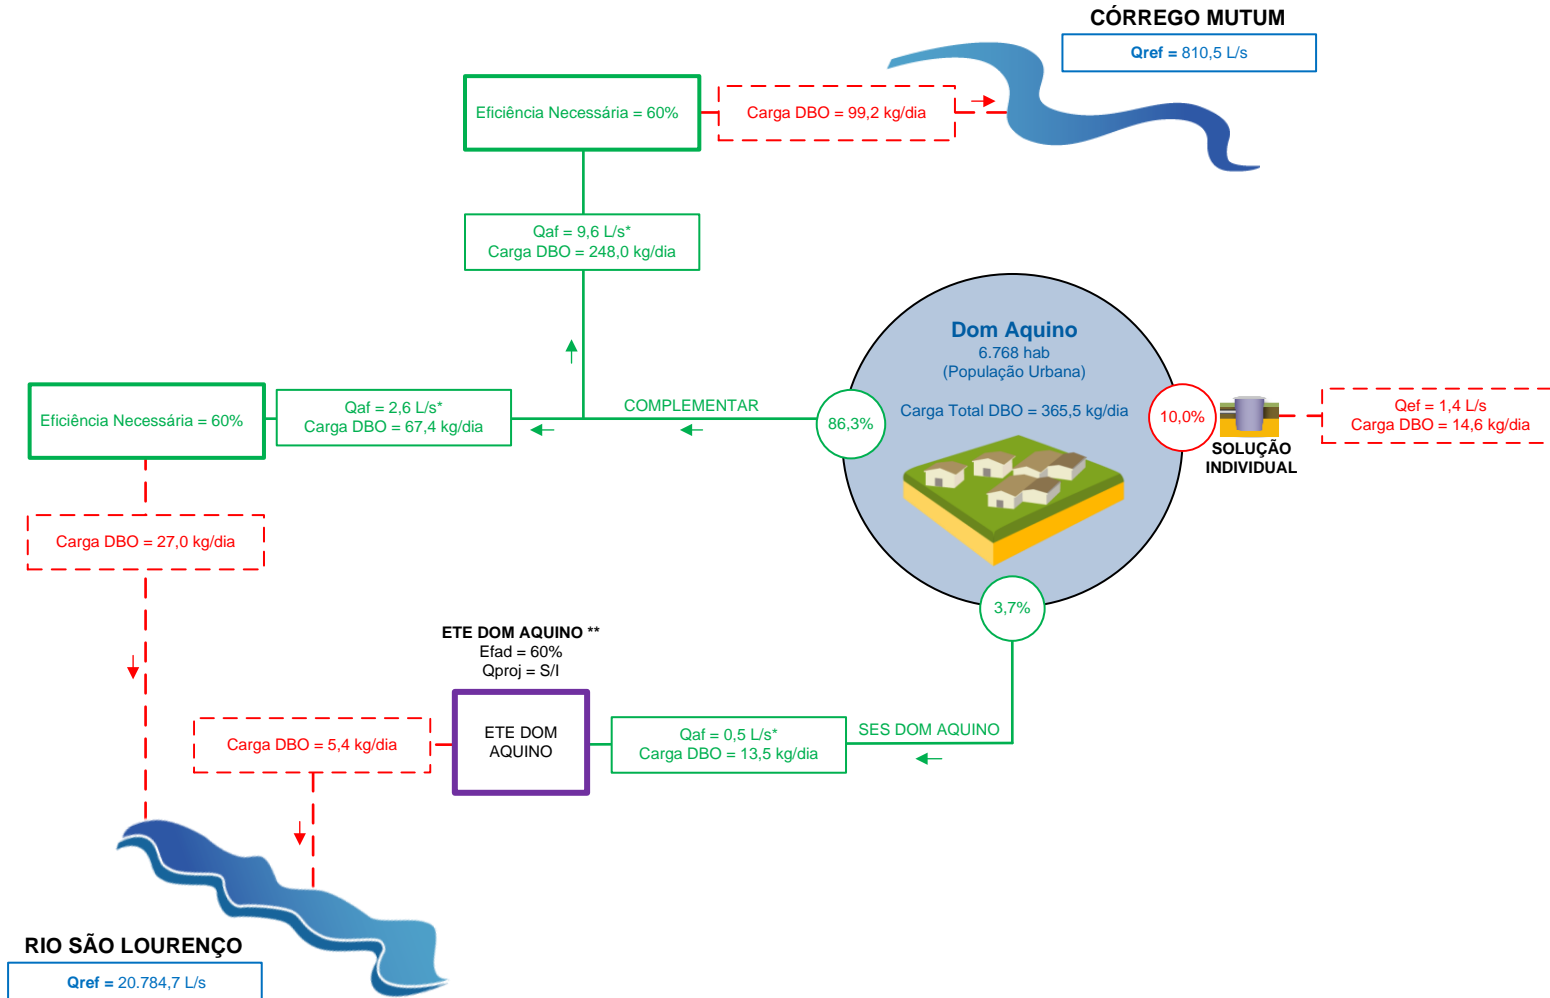 CÓRREGO MUTUM
Qref = 810,5 L/s
Eficiência Necessária = 60%
Carga DBO = 99,2 kg/dia
Qaf = 9,6 L/s*
Carga DBO = 248,0 kg/dia
Dom Aquino
6.768 hab
(População Urbana)
Carga Total DBO = 365,5 kg/dia
86,3%
10,0%
3,7%
SOLUÇÃO
INDIVIDUAL
Qef = 1,4 L/s
Carga DBO = 14,6 kg/dia
COMPLEMENTAR
Qaf = 2,6 L/s*
Carga DBO = 67,4 kg/dia
Eficiência Necessária = 60%
Carga DBO = 27,0 kg/dia
ETE DOM AQUINO **
Efad = 60%
Qproj = S/I
ETE DOM
AQUINO
SES DOM AQUINO
Qaf = 0,5 L/s*
Carga DBO = 13,5 kg/dia
Carga DBO = 5,4 kg/dia
RIO SÃO LOURENÇO
Qref = 20.784,7 L/s